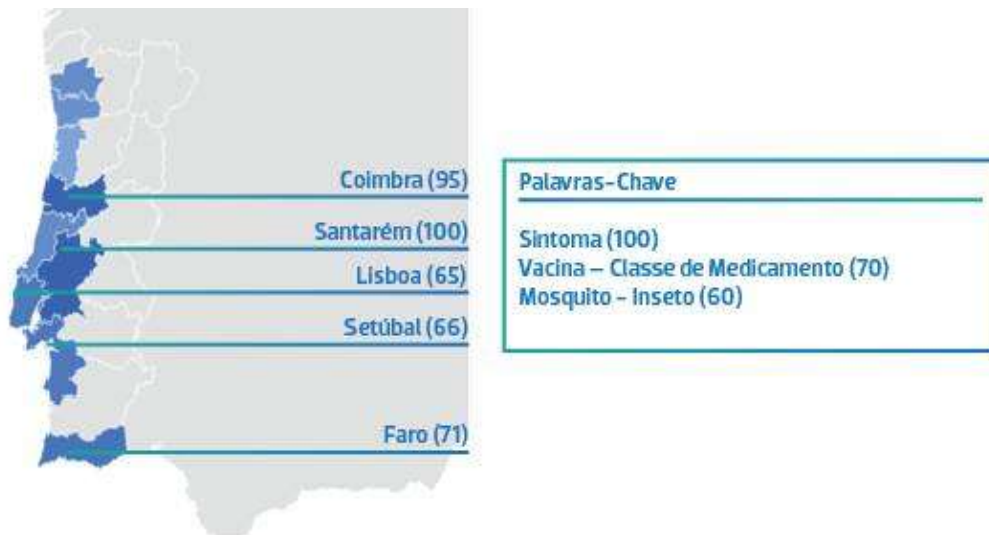 Coimbra (95)
Santarém (100)
Lisboa (65)
Setúbal (66)
Faro (71)
Palavras-Chave
Sintoma (100)
Vacina – Classe de Medicamento (70)
Mosquito - Inseto (60)